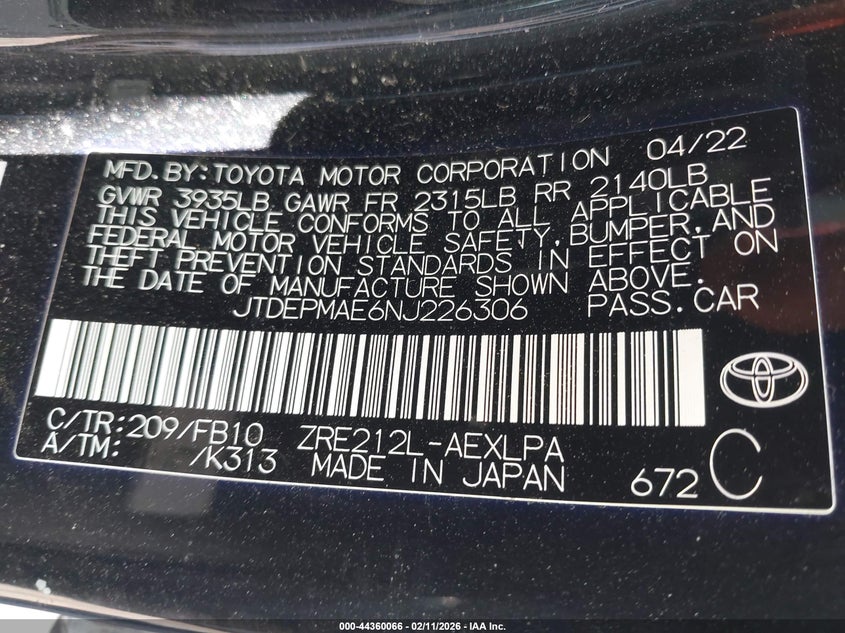 MFD.BY:TOYOTA MOTOR CORPORATION 04/22
GVWR 3935LB GAWR FR 2315LB RR 2140LB
THIS VEHICLE CONFORMS TO ALL APPLICABLE
FEDERAL MOTOR VEHICLE SAFETY,BUMPER,AND
THEFT PREVENTION STANDARDS IN EFFECT ON
THE DATE OF MANUFACTURE SHOWN ABOVE.
JTDEPMAE6NJ226306 PASS.CAR
C/TR:209/FB10 ZRE212L-AEXLPA
A/TM: /K313 MADE IN JAPAN 672 C
000-44360066 - 02/11/2026 - IAA Inc.